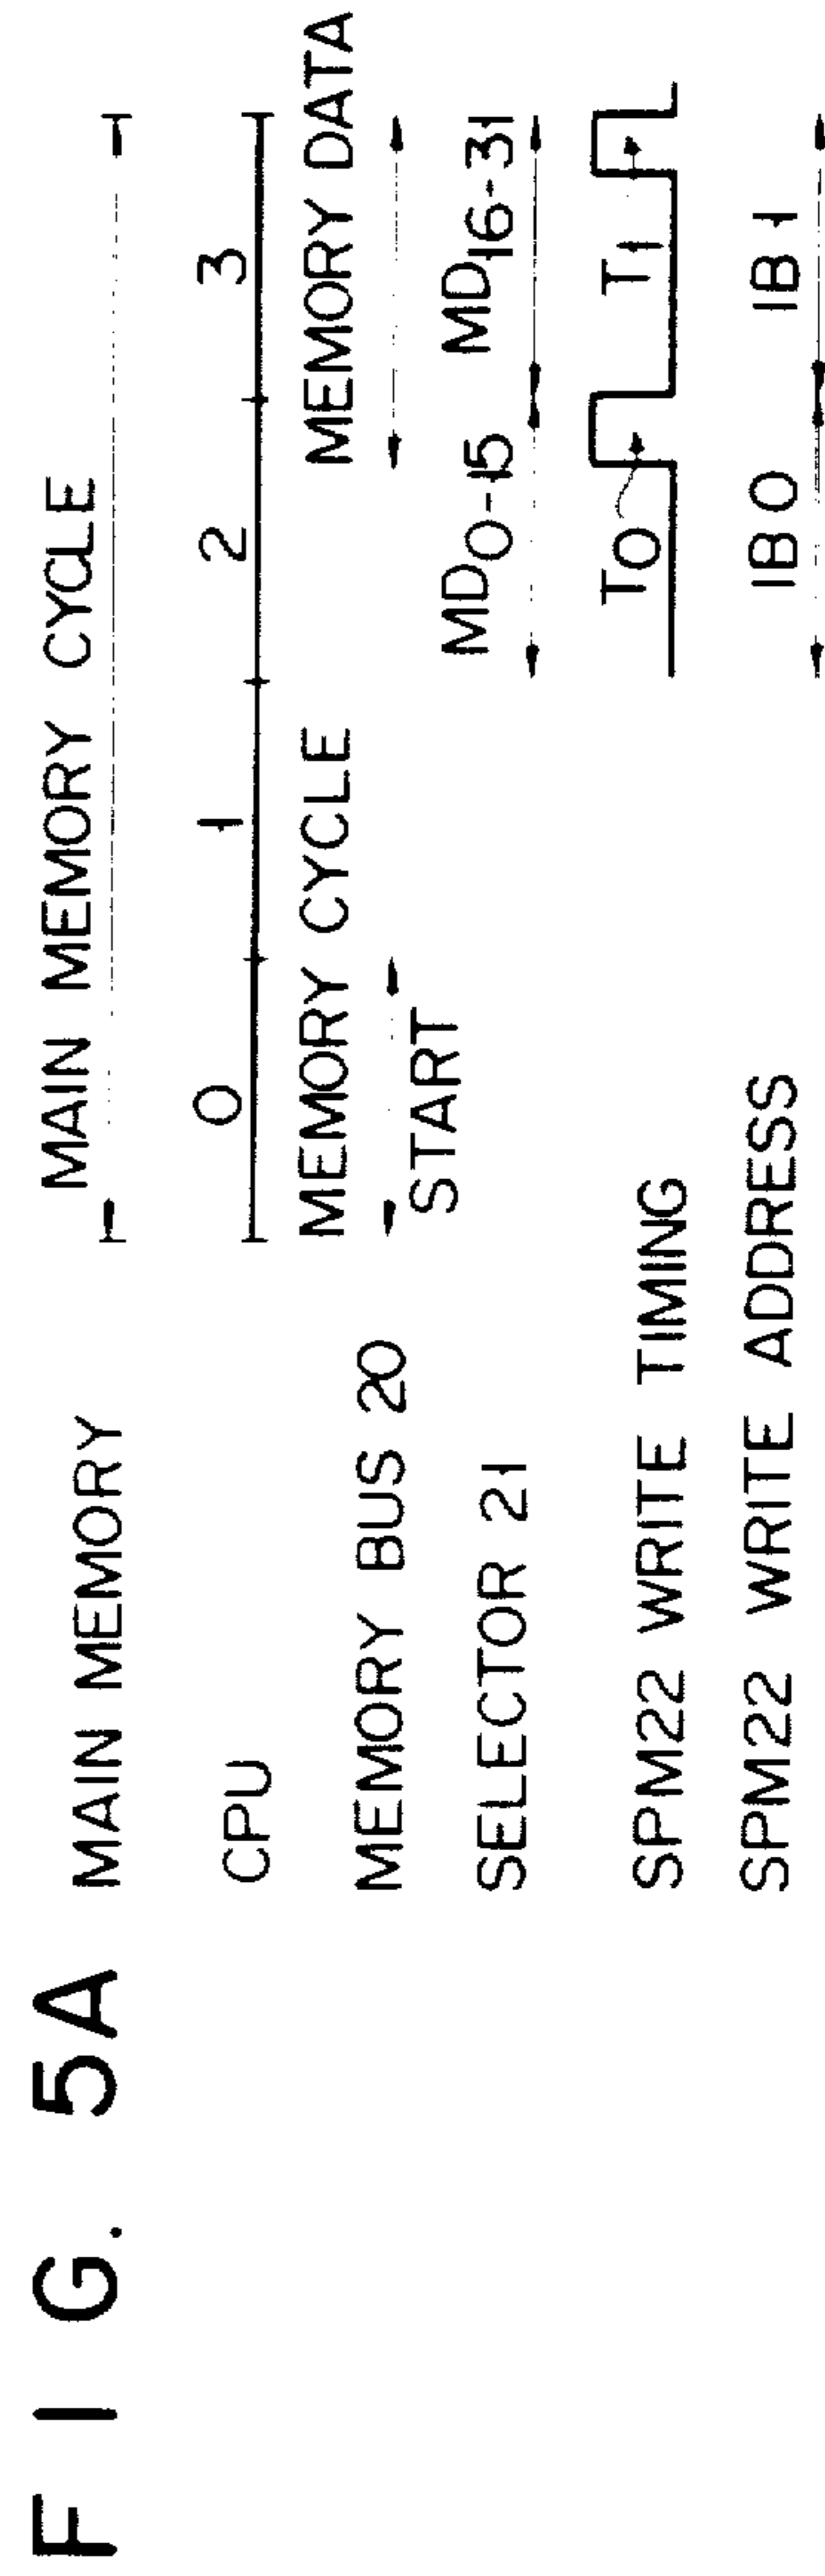 FIG. 5A
MAIN MEMORY
MAIN MEMORY CYCLE
CPU
0 1 2 3
MEMORY BUS 20
MEMORY CYCLE START
MEMORY DATA
SELECTOR 21
MD0-15 MD16-31
SPM22 WRITE TIMING
T0 T1
SPM22 WRITE ADDRESS
IB0 IB1